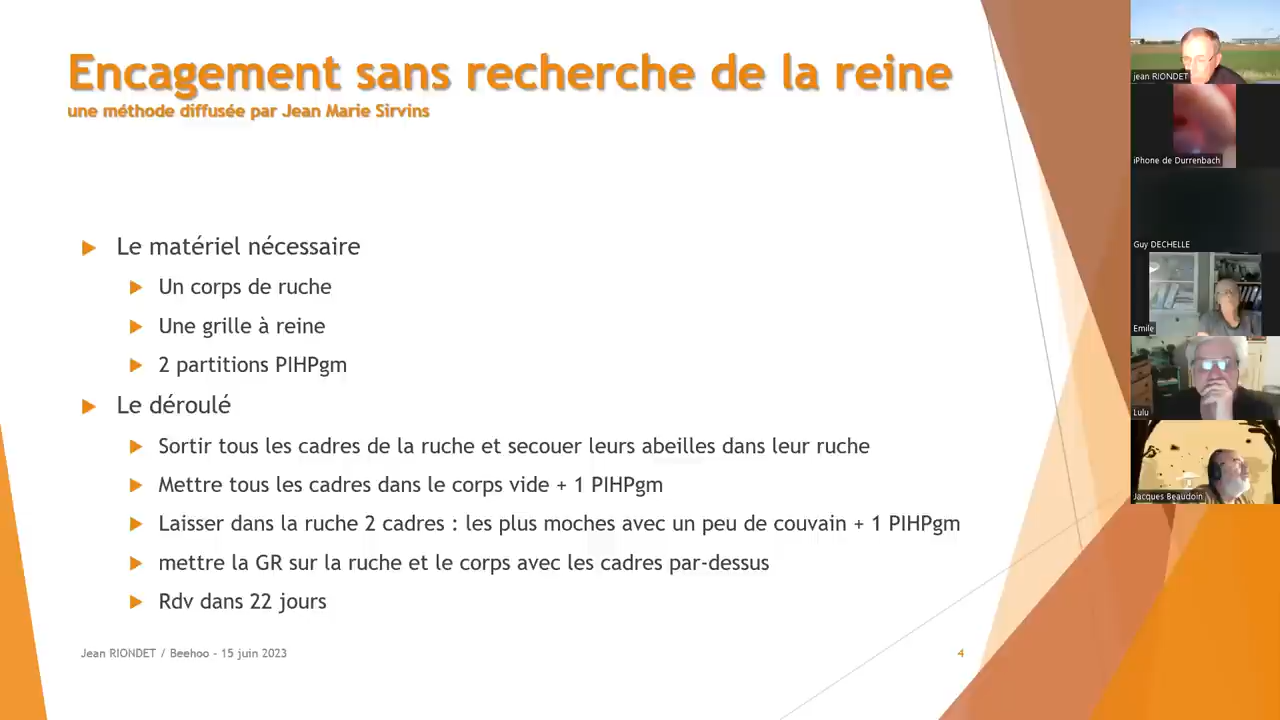 Encagement sans recherche de la reine
une méthode diffusée par Jean Marie Sirvins
Le matériel nécessaire
Un corps de ruche
Une grille à reine
2 partitions PIHPgm
Le déroulé
Sortir tous les cadres de la ruche et secouer leurs abeilles dans leur ruche
Mettre tous les cadres dans le corps vide + 1 PIHPgm
Laisser dans la ruche 2 cadres : les plus moches avec un peu de couvain + 1 PIHPgm
mettre la GR sur la ruche et le corps avec les cadres par-dessus
Rdv dans 22 jours
Jean RIONDET / Beehoo - 15 juin 2023
4
jean RIONDET
iPhone de Durrenbach
Guy DECHELLE
Emile
Lulu
Jacques Beaudoin